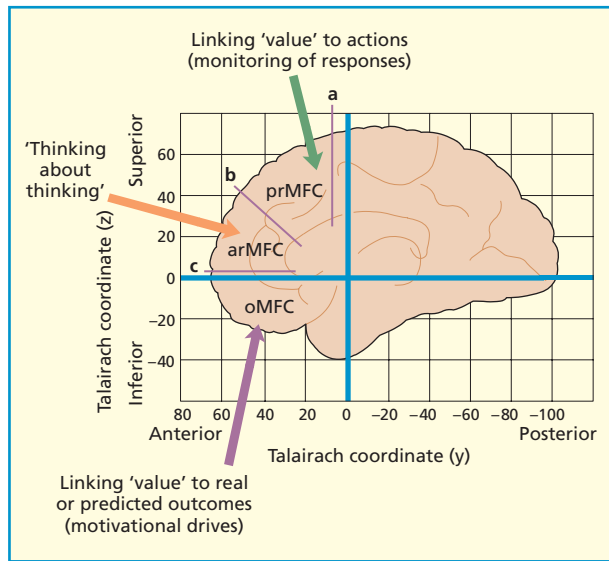 Linking ‘value’ to actions
(monitoring of responses)
a
‘Thinking
about
thinking’
b
prMFC
arMFC
c
oMFC
Superior
Talairach coordinate (z)
Inferior
60
40
20
0
−20
−40
80 60 40 20 0 −20 −40 −60 −80 −100
Anterior
Posterior
Talairach coordinate (y)
Linking ‘value’ to real
or predicted outcomes
(motivational drives)